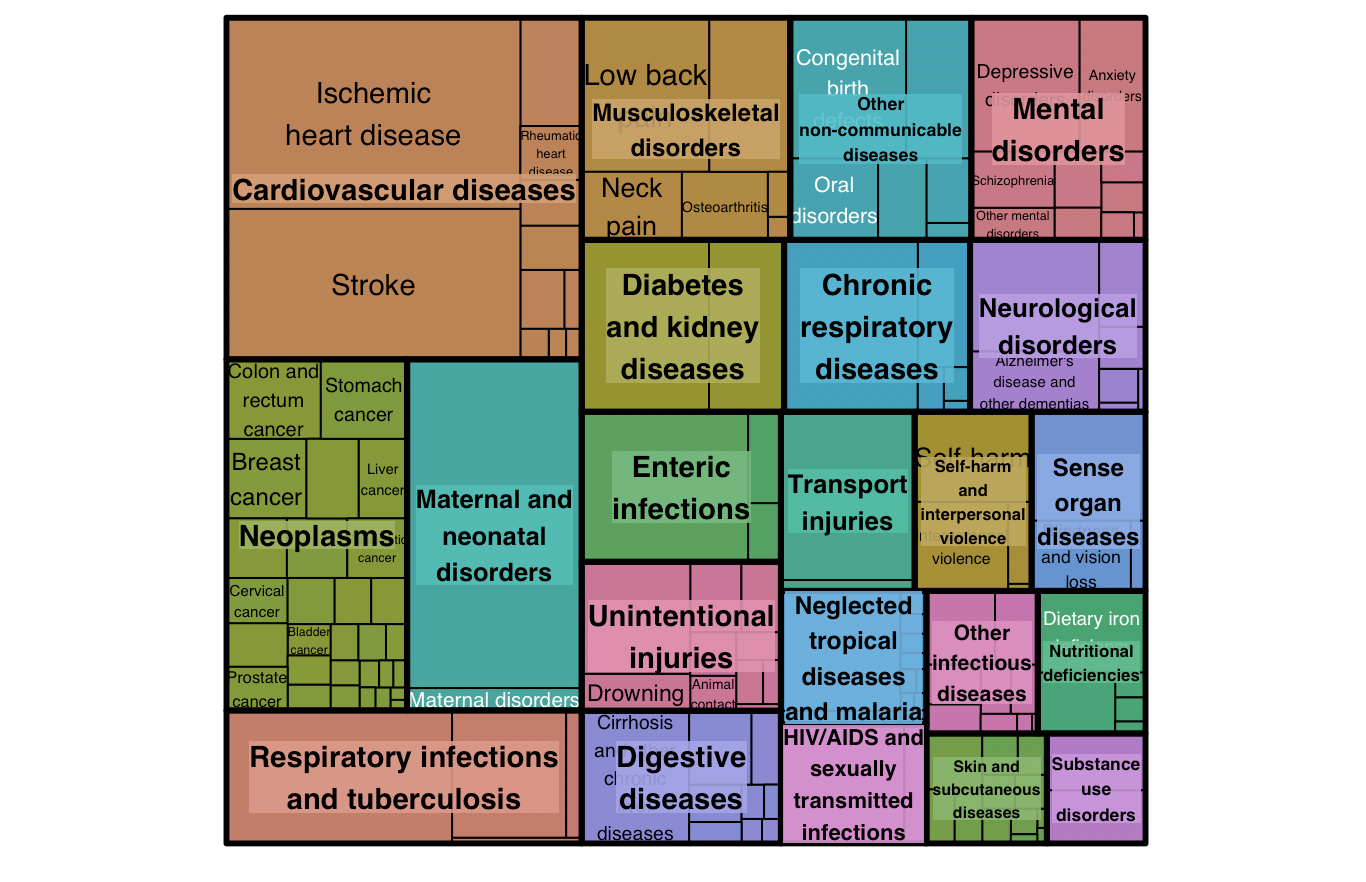 Ischemic
heart disease
Rheumatic
heart
disease
Cardiovascular diseases
Stroke
Low back
pain
Musculoskeletal
disorders
Neck
pain
Osteoarthritis
Congenital
birth
defects
Other
non-communicable
diseases
Oral
disorders
Depressive
disorders
Anxiety
disorders
Mental
disorders
Schizophrenia
Other mental
disorders
Diabetes
and kidney
diseases
Chronic
respiratory
diseases
Neurological
disorders
Alzheimer's
disease and
other dementias
Colon and
rectum
cancer
Stomach
cancer
Breast
cancer
Liver
cancer
Neoplasms
cancer
Cervical
cancer
Bladder
cancer
Prostate
cancer
Maternal and
neonatal
disorders
Maternal disorders
Enteric
infections
Transport
injuries
Self-harm
Self-harm
and
interpersonal
violence
violence
Sense
organ
diseases
Blindness
and vision
loss
Unintentional
injuries
Drowning
Animal
contact
Neglected
tropical
diseases
and malaria
Other
infectious
diseases
Dietary iron
Nutritional
deficiencies
Respiratory infections
and tuberculosis
Cirrhosis
and other
chronic
diseases
Digestive
diseases
HIV/AIDS and
sexually
transmitted
infections
Skin and
subcutaneous
diseases
Substance
use
disorders